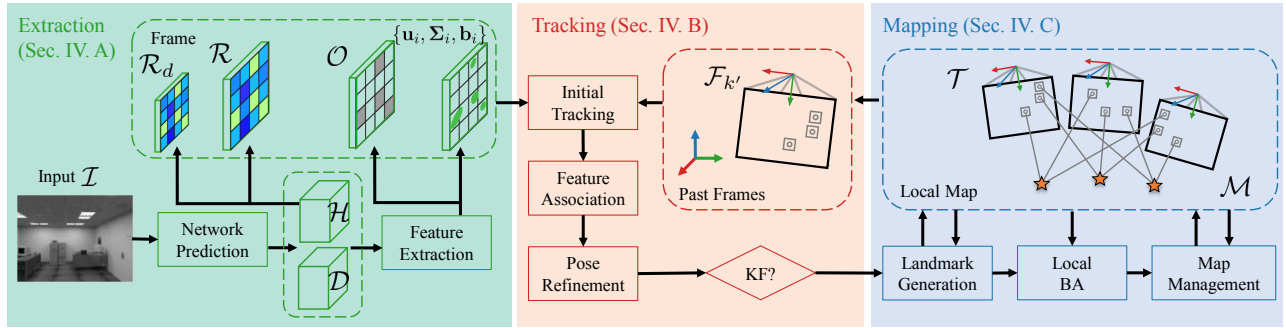 Extraction
(Sec. IV. A)
Frame
ℛ_d
ℛ
𝒪
{u_i, Σ_i, b_i}
Input ℐ
Network
Prediction
ℋ
𝒟
Feature
Extraction
Tracking (Sec. IV. B)
Initial
Tracking
Feature
Association
Pose
Refinement
ℱ_k′
Past Frames
KF?
Mapping (Sec. IV. C)
𝒯
Local Map
ℳ
Landmark
Generation
Local
BA
Map
Management